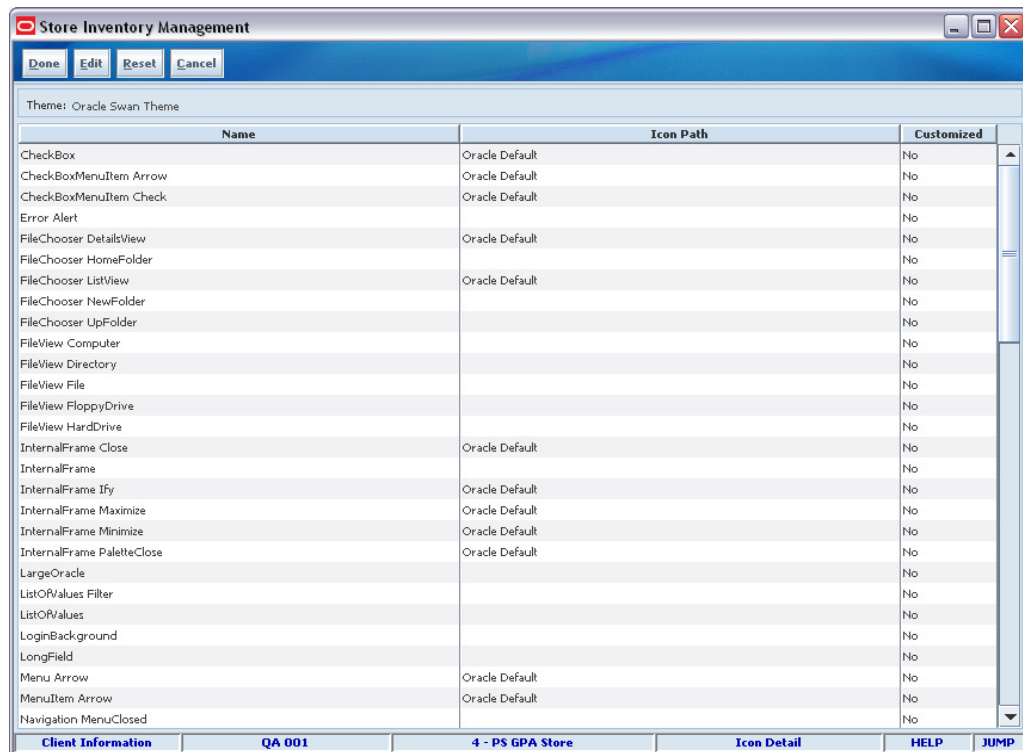 Store Inventory Management
Done Edit Reset Cancel
Theme: Oracle Swan Theme
Name Icon Path Customized
CheckBox Oracle Default No
CheckBoxMenuItem Arrow Oracle Default No
CheckBoxMenuItem Check Oracle Default No
Error Alert No
FileChooser DetailsView Oracle Default No
FileChooser HomeFolder No
FileChooser ListView Oracle Default No
FileChooser NewFolder No
FileChooser UpFolder No
FileView Computer No
FileView Directory No
FileView File No
FileView FloppyDrive No
FileView HardDrive No
InternalFrame Close Oracle Default No
InternalFrame No
InternalFrame Ify Oracle Default No
InternalFrame Maximize Oracle Default No
InternalFrame Minimize Oracle Default No
InternalFrame PaletteClose Oracle Default No
LargeOracle No
ListOfValues Filter No
ListOfValues No
LoginBackground No
LongField No
Menu Arrow Oracle Default No
MenuItem Arrow Oracle Default No
Navigation MenuClosed No
Client Information QA 001 4 - PS GPA Store Icon Detail HELP JUMP